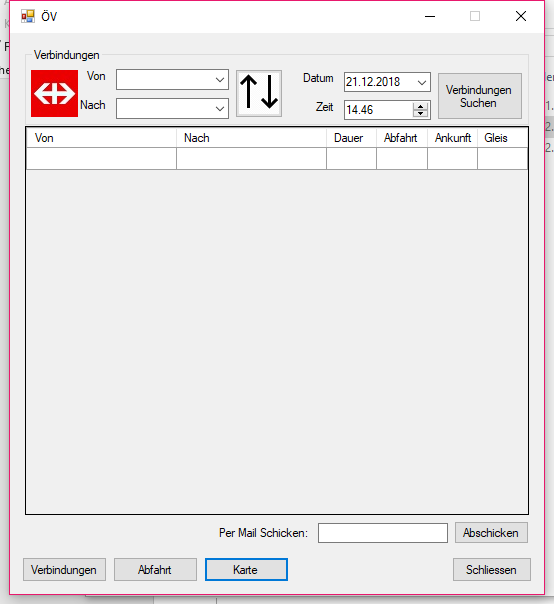 ÖV
Verbindungen
Von
Nach
Datum 21.12.2018
Zeit 14.46
Verbindungen
Suchen
Von Nach Dauer Abfahrt Ankunft Gleis
Per Mail Schicken: Abschicken
Verbindungen Abfahrt Karte Schliessen